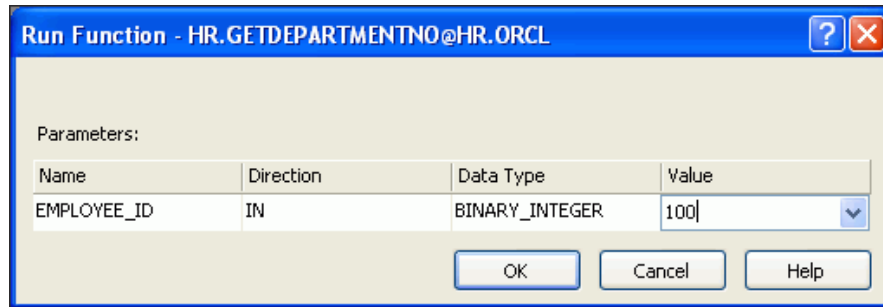 Run Function - HR.GETDEPARTMENTNO@HR.ORCL
Parameters:
Name Direction Data Type Value
EMPLOYEE_ID IN BINARY_INTEGER 100
OK Cancel Help